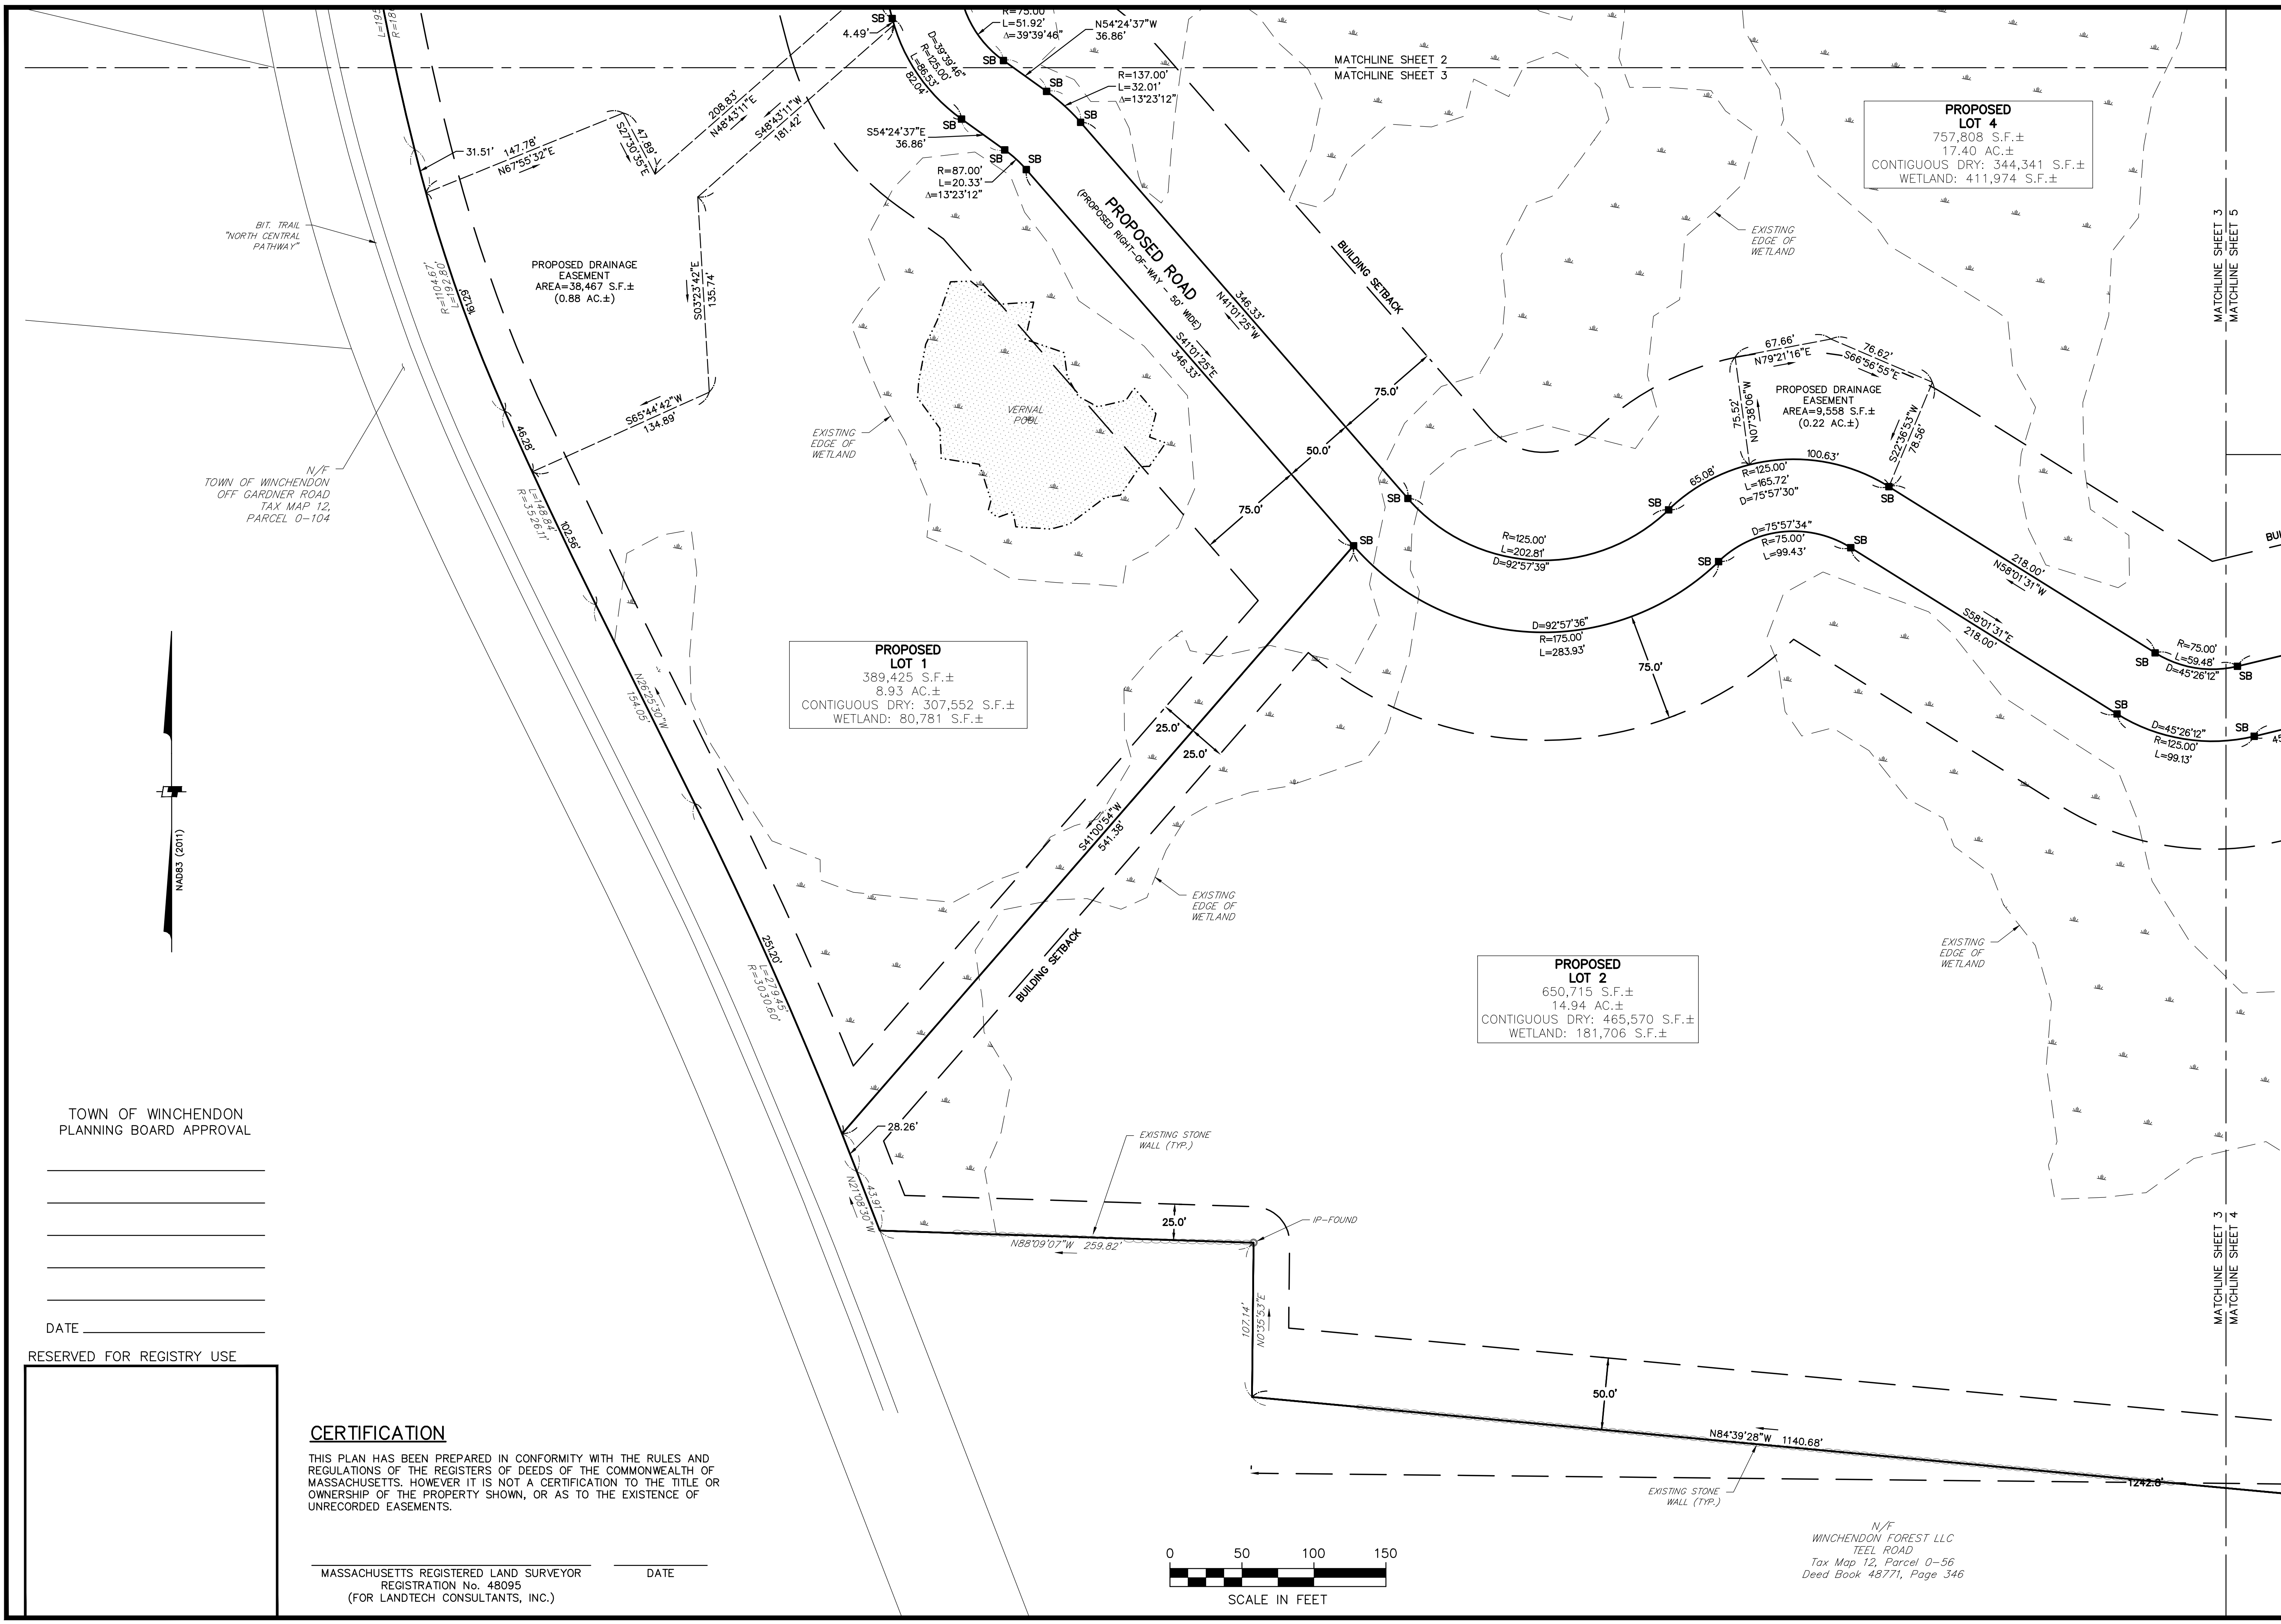 L=195
R=186
SB
4.49'
D=39°39'46"
R=125.00'
L=86.53'
82.04'
R=75.00'
L=51.92'
Δ=39°39'46"
N54°24'37"W
36.86'
SB
SB
R=137.00'
L=32.01'
Δ=13°23'12"
SB
MATCHLINE SHEET 2
MATCHLINE SHEET 3
PROPOSED
LOT 4
757,808 S.F.±
17.40 AC.±
CONTIGUOUS DRY: 344,341 S.F.±
WETLAND: 411,974 S.F.±
208.83'
N48°43'11"E
S48°43'11"W
181.42'
SB
S54°24'37"E
36.86'
SB
SB
R=87.00'
L=20.33'
Δ=13°23'12"
31.51'
147.78'
N67°55'32"E
47.89'
S27°30'35"E
BIT. TRAIL
"NORTH CENTRAL
PATHWAY"
R=1104.67'
L=192.80'
161.29'
PROPOSED DRAINAGE
EASEMENT
AREA=38,467 S.F.±
(0.88 AC.±)
S03°23'42"E
135.74'
PROPOSED ROAD
(PROPOSED RIGHT-OF-WAY - 50' WIDE)
346.33'
N41°01'25"W
S41°01'25"E
346.33'
BUILDING SETBACK
EXISTING
EDGE OF
WETLAND
MATCHLINE SHEET 3
MATCHLINE SHEET 5
67.66'
N79°21'16"E
76.62'
S66°56'55"E
75.52'
N07°38'06"W
PROPOSED DRAINAGE
EASEMENT
AREA=9,558 S.F.±
(0.22 AC.±)
S22°36'53"W
78.56'
S65°44'42"W
134.89'
46.28'
VERNAL
POOL
EXISTING
EDGE OF
WETLAND
75.0'
50.0'
75.0'
N/F
TOWN OF WINCHENDON
OFF GARDNER ROAD
TAX MAP 12,
PARCEL 0-104
L=148.84'
R=3526.11'
102.56'
SB
R=125.00'
L=202.81'
D=92°57'39"
SB
65.08'
100.63'
R=125.00'
L=165.72'
D=75°57'30"
SB
SB
D=75°57'34"
R=75.00'
L=99.43'
SB
SB
BUI
218.00'
N58°01'31"W
S58°01'31"E
218.00'
D=92°57'36"
R=175.00'
L=283.93'
75.0'
SB
R=75.00'
L=59.48'
D=45°26'12"
SB
SB
D=45°26'12"
R=125.00'
L=99.13'
SB
45
PROPOSED
LOT 1
389,425 S.F.±
8.93 AC.±
CONTIGUOUS DRY: 307,552 S.F.±
WETLAND: 80,781 S.F.±
N26°25'30"W
154.05'
25.0'
25.0'
NAD83 (2011)
S41°00'54"W
541.38'
BUILDING SETBACK
EXISTING
EDGE OF
WETLAND
EXISTING
EDGE OF
WETLAND
251.20'
L=279.45'
R=3030.60'
PROPOSED
LOT 2
650,715 S.F.±
14.94 AC.±
CONTIGUOUS DRY: 465,570 S.F.±
WETLAND: 181,706 S.F.±
TOWN OF WINCHENDON
PLANNING BOARD APPROVAL
28.26'
EXISTING STONE
WALL (TYP.)
43.91'
N21°08'30"W
25.0'
IP-FOUND
N88°09'07"W 259.82'
MATCHLINE SHEET 3
MATCHLINE SHEET 4
107.14'
N0°35'53"E
DATE
RESERVED FOR REGISTRY USE
50.0'
N84°39'28"W 1140.68'
1242.8'
EXISTING STONE
WALL (TYP.)
CERTIFICATION
THIS PLAN HAS BEEN PREPARED IN CONFORMITY WITH THE RULES AND
REGULATIONS OF THE REGISTERS OF DEEDS OF THE COMMONWEALTH OF
MASSACHUSETTS. HOWEVER IT IS NOT A CERTIFICATION TO THE TITLE OR
OWNERSHIP OF THE PROPERTY SHOWN, OR AS TO THE EXISTENCE OF
UNRECORDED EASEMENTS.
MASSACHUSETTS REGISTERED LAND SURVEYOR
REGISTRATION No. 48095
(FOR LANDTECH CONSULTANTS, INC.)
DATE
0 50 100 150
SCALE IN FEET
N/F
WINCHENDON FOREST LLC
TEEL ROAD
Tax Map 12, Parcel 0-56
Deed Book 48771, Page 346